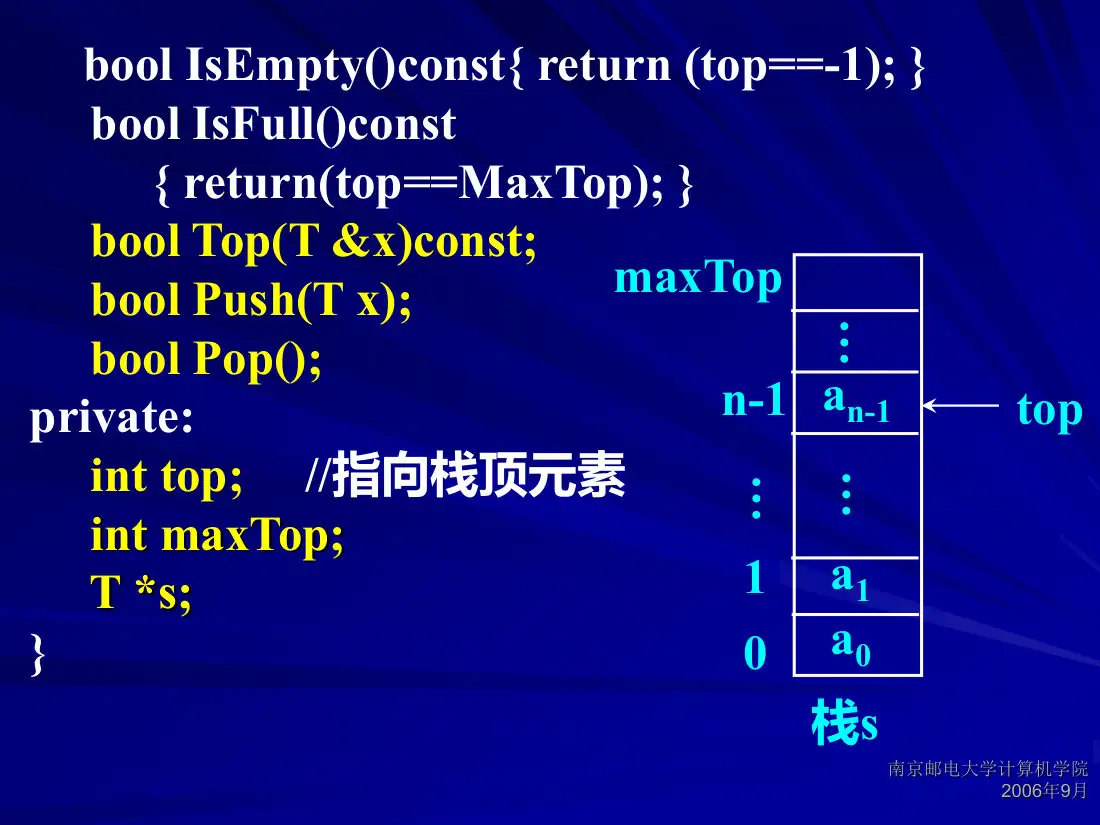 bool IsEmpty()const{ return (top==-1); }
bool IsFull()const
{ return(top==MaxTop); }
bool Top(T &x)const;
bool Push(T x);
bool Pop();
private:
int top; //指向栈顶元素
int maxTop;
T *s;
}
maxTop
⋮
n-1 an-1 top
⋮ ⋮
1 a1
0 a0
栈s
南京邮电大学计算机学院
2006年9月